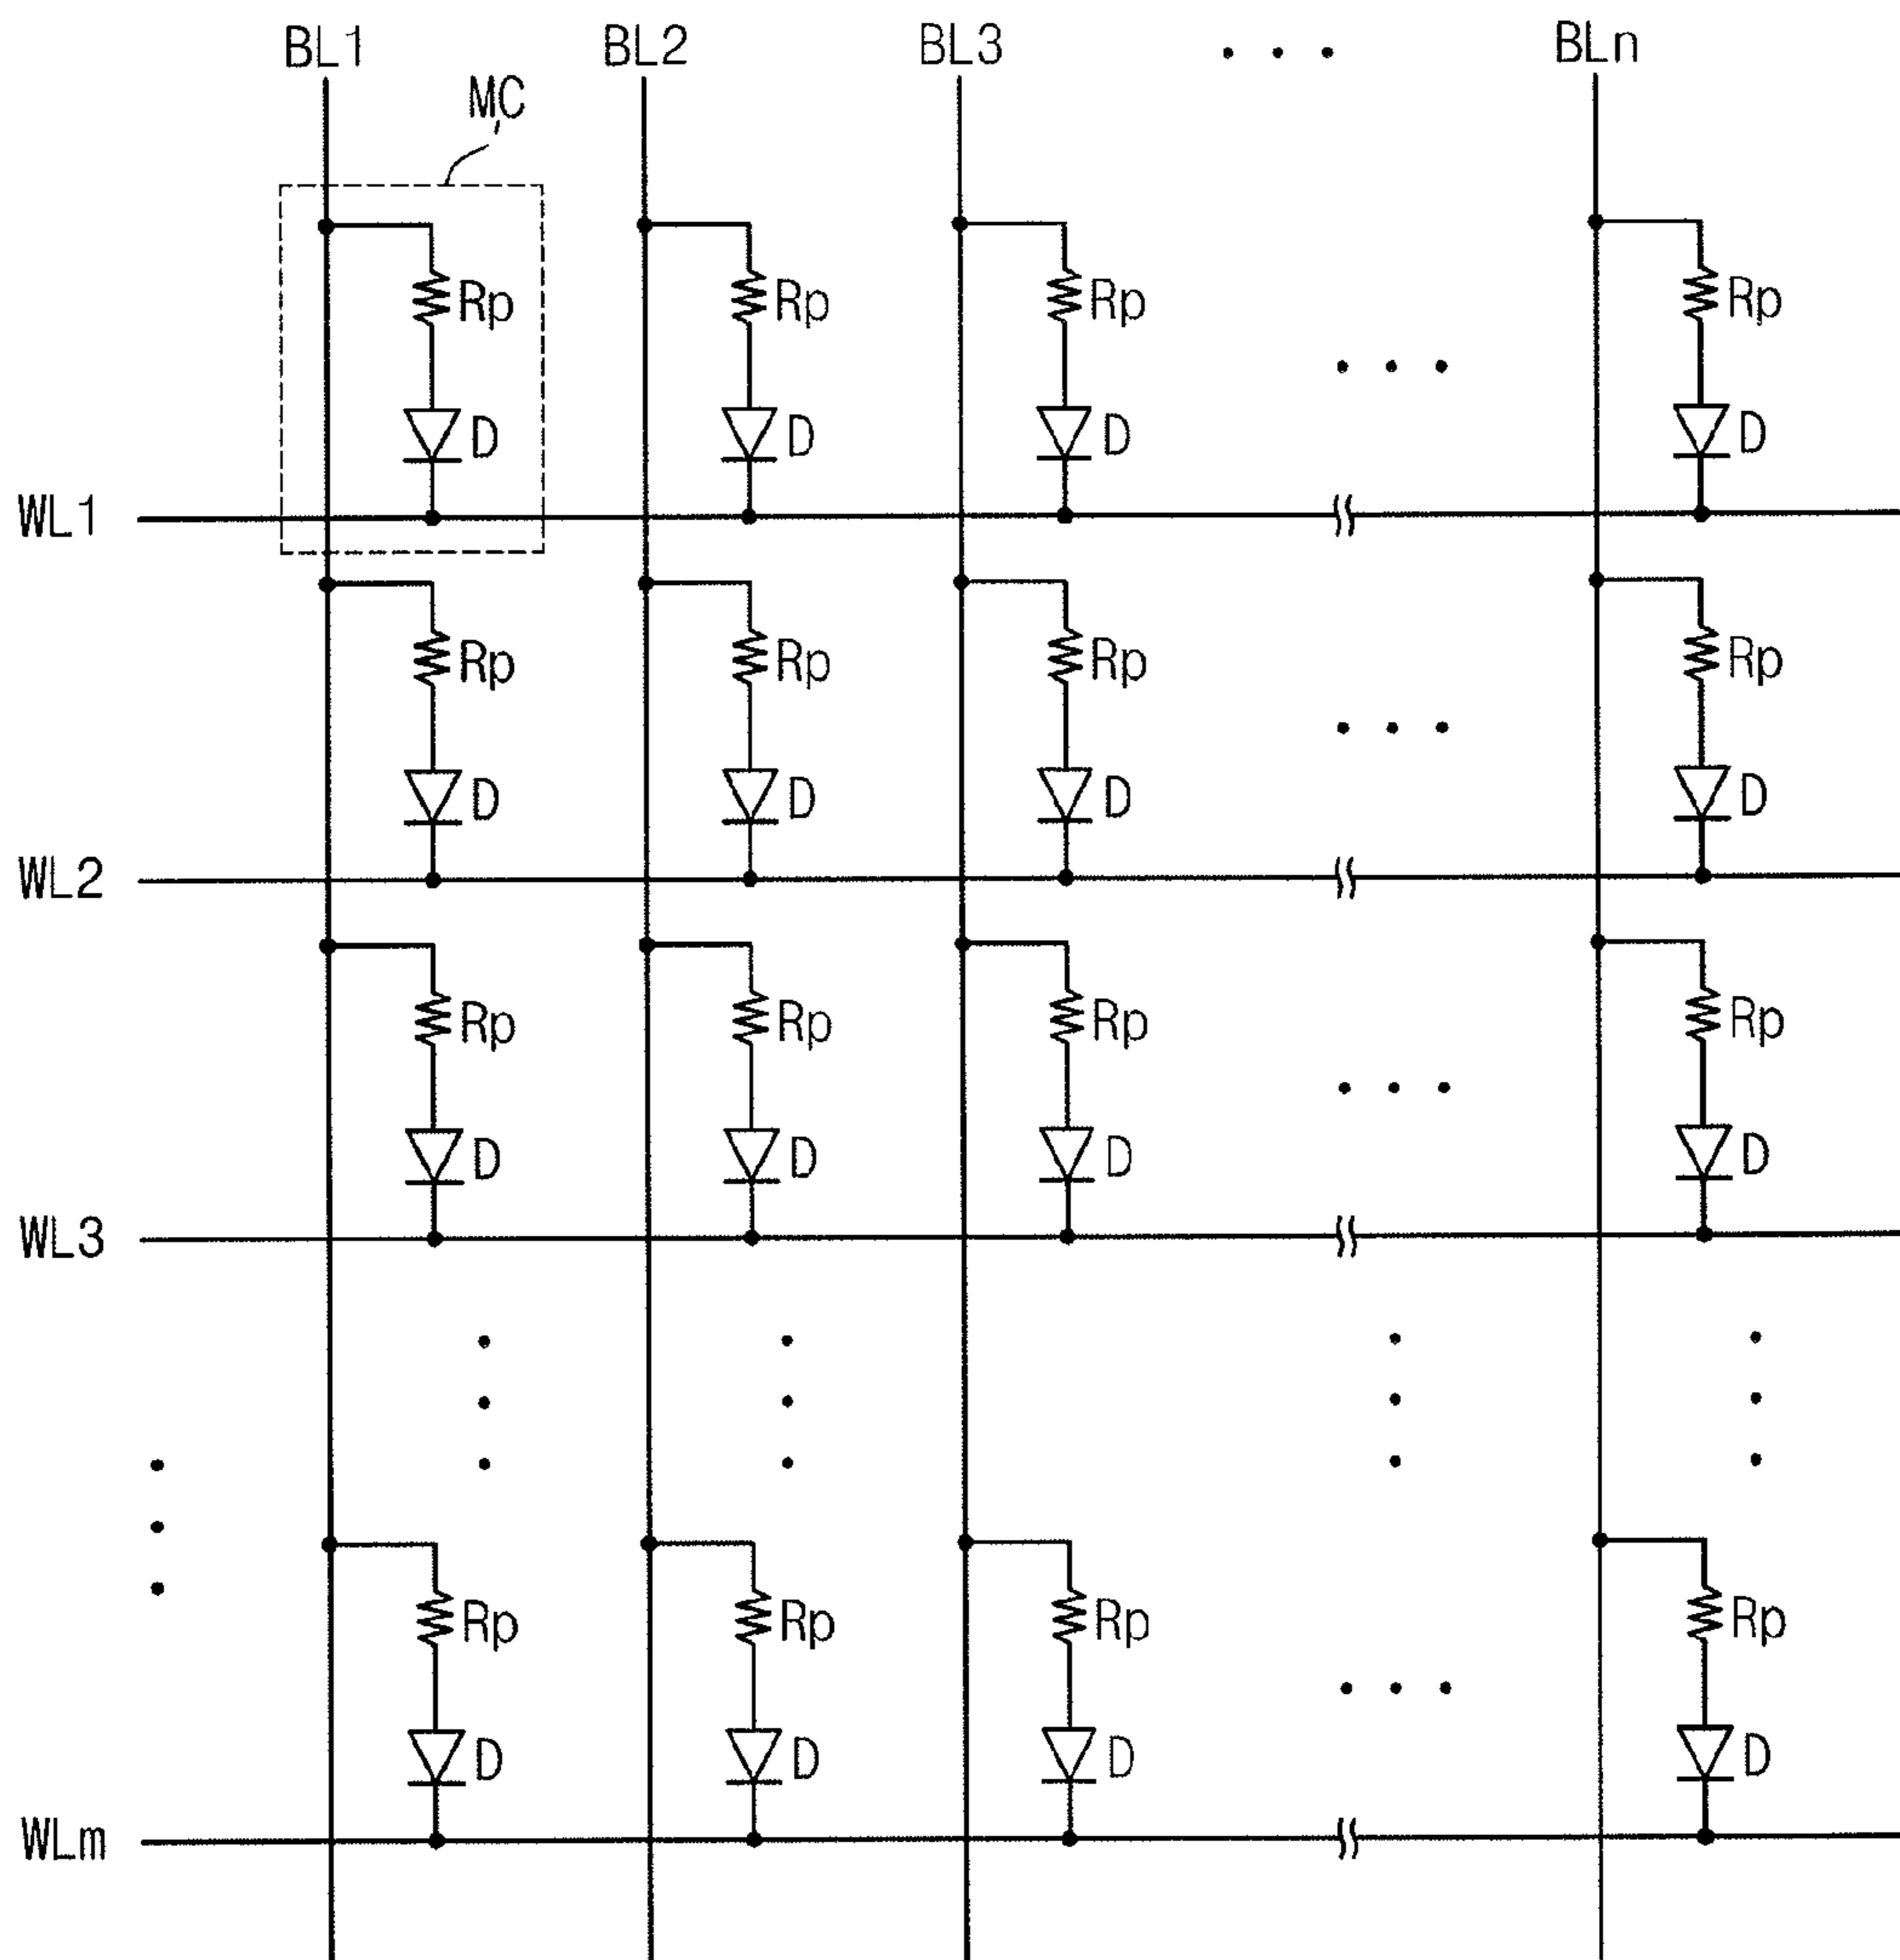 BL1 BL2 BL3 . . . BLn
MC
Rp Rp Rp Rp
. . .
D D D D
WL1
Rp Rp Rp Rp
. . .
D D D D
WL2
Rp Rp Rp Rp
. . .
D D D D
WL3
Rp Rp Rp Rp
. . .
D D D D
WLm